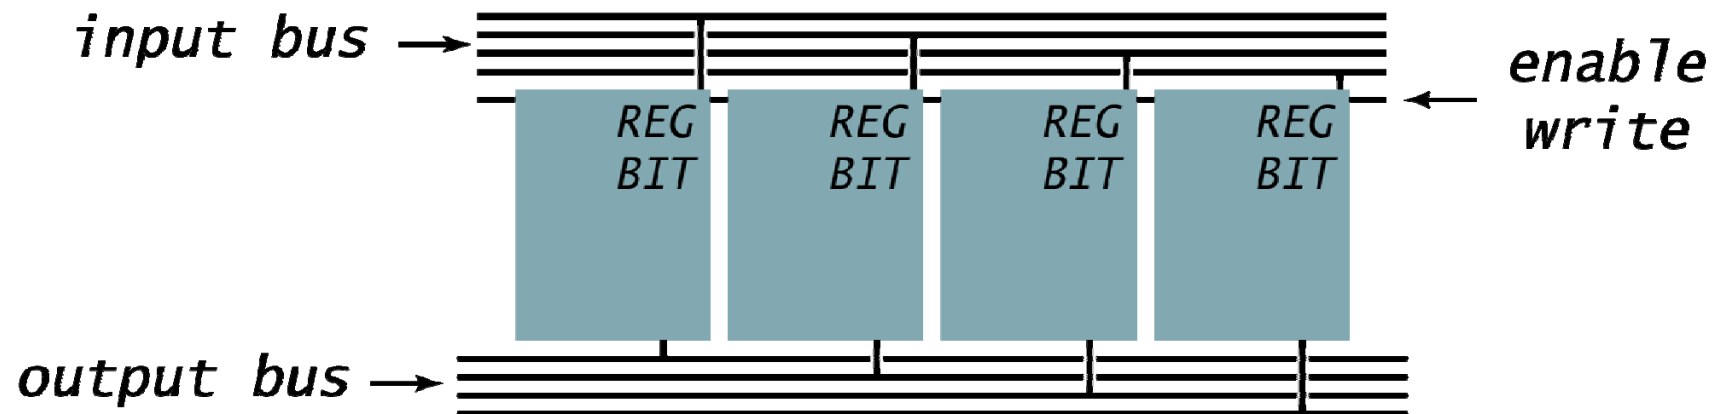 input bus
enable
write
REG
BIT
REG
BIT
REG
BIT
REG
BIT
output bus